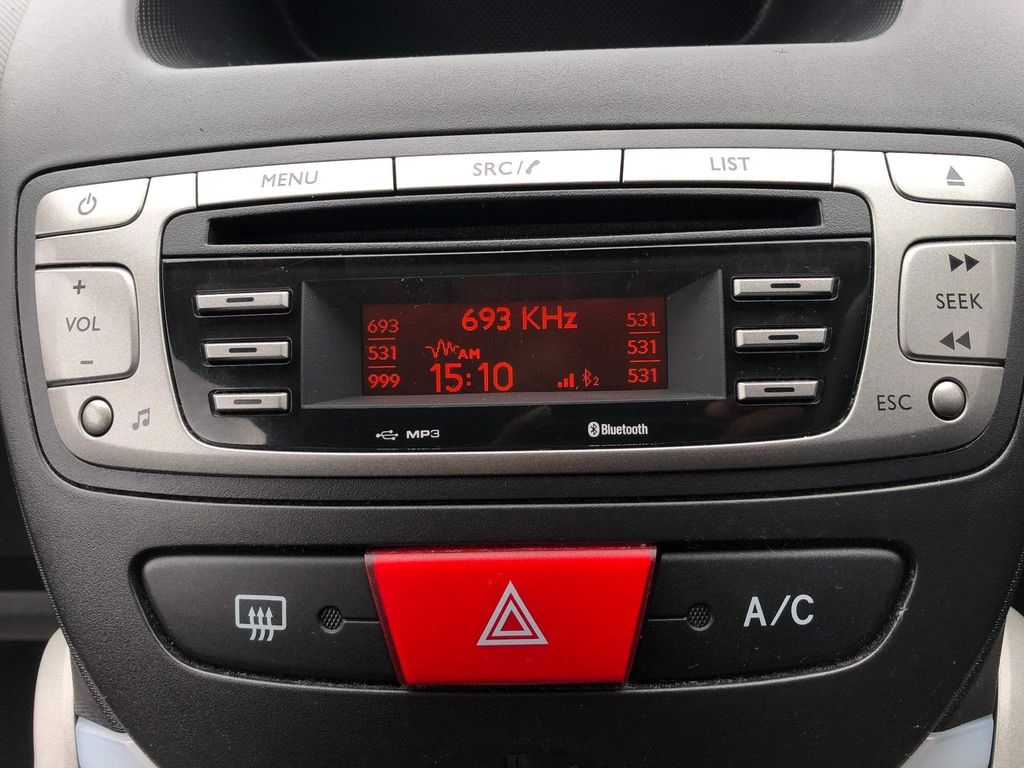 MENU
SRC/
LIST
+
VOL
−
SEEK
ESC
693
693 KHz
531
531
AM
531
999
15:10
2
531
MP3
Bluetooth
A/C